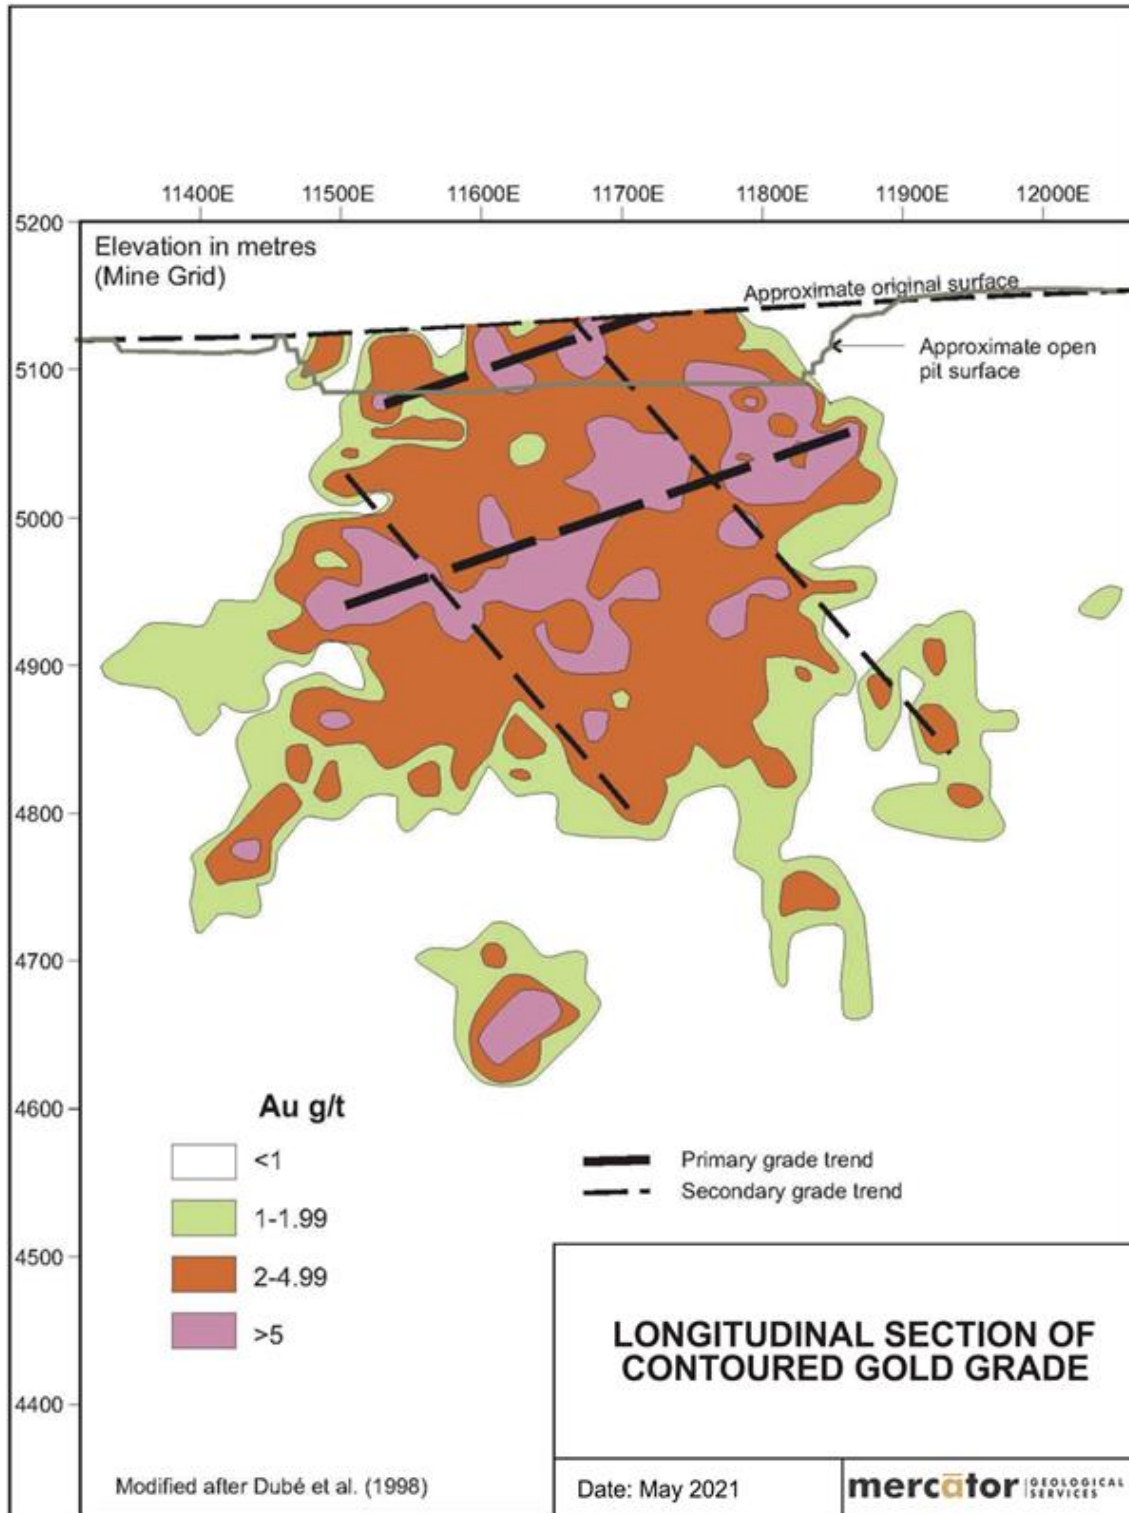 11400E 11500E 11600E 11700E 11800E 11900E 12000E
5200
Elevation in metres
(Mine Grid)
Approximate original surface
Approximate open
pit surface
5100
5000
4900
4800
4700
4600
4500
4400
Au g/t
<1
1-1.99
2-4.99
>5
Primary grade trend
Secondary grade trend
LONGITUDINAL SECTION OF
CONTOURED GOLD GRADE
Modified after Dubé et al. (1998)
Date: May 2021
mercātor GEOLOGICAL
SERVICES